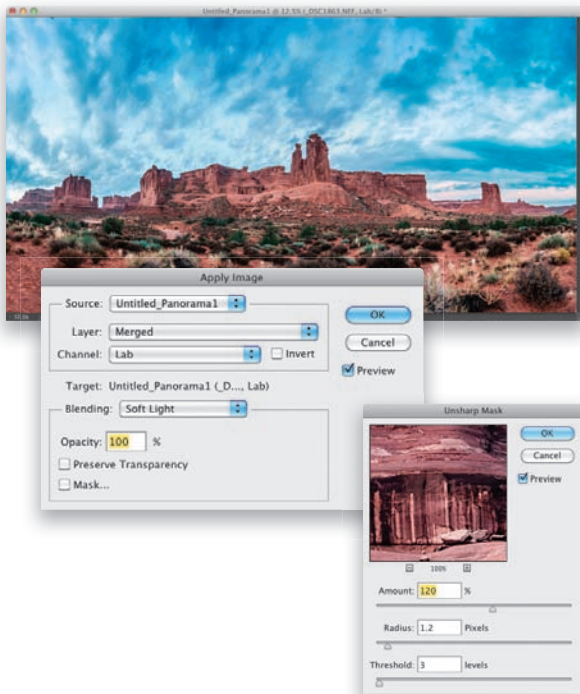 Untitled_Panorama1 @ 12.5% (_DSC1863.NEF, Lab/8) *
Apply Image
Source: Untitled_Panorama1
OK
Layer: Merged
Cancel
Channel: Lab Invert
Preview
Target: Untitled_Panorama1 (_D..., Lab)
Blending: Soft Light
Opacity: 100 %
Preserve Transparency
Mask...
Unsharp Mask
OK
Cancel
Preview
100%
Amount: 120 %
Radius: 1.2 Pixels
Threshold: 3 levels